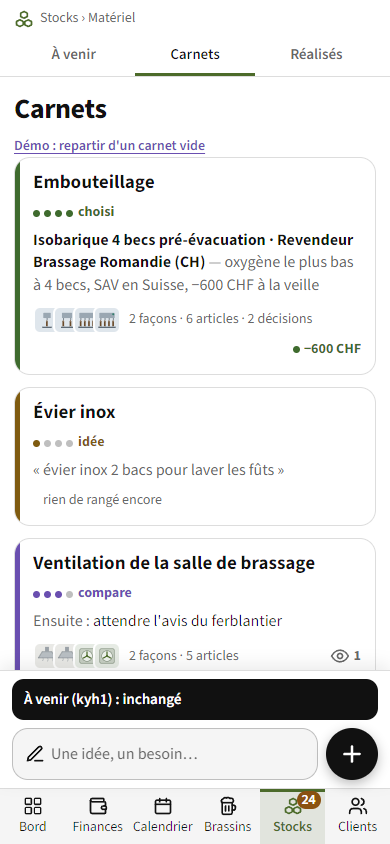 Stocks › Matériel
À venir
Carnets
Réalisés
Carnets
Démo : repartir d'un carnet vide
Embouteillage
choisi
Isobarique 4 becs pré-évacuation · Revendeur
Brassage Romandie (CH) — oxygène le plus bas
à 4 becs, SAV en Suisse, −600 CHF à la veille
2 façons · 6 articles · 2 décisions
−600 CHF
Évier inox
idée
« évier inox 2 bacs pour laver les fûts »
rien de rangé encore
Ventilation de la salle de brassage
compare
Ensuite : attendre l'avis du ferblantier
2 façons · 5 articles
1
À venir (kyh1) : inchangé
Une idée, un besoin…
24
Bord
Finances
Calendrier
Brassins
Stocks
Clients